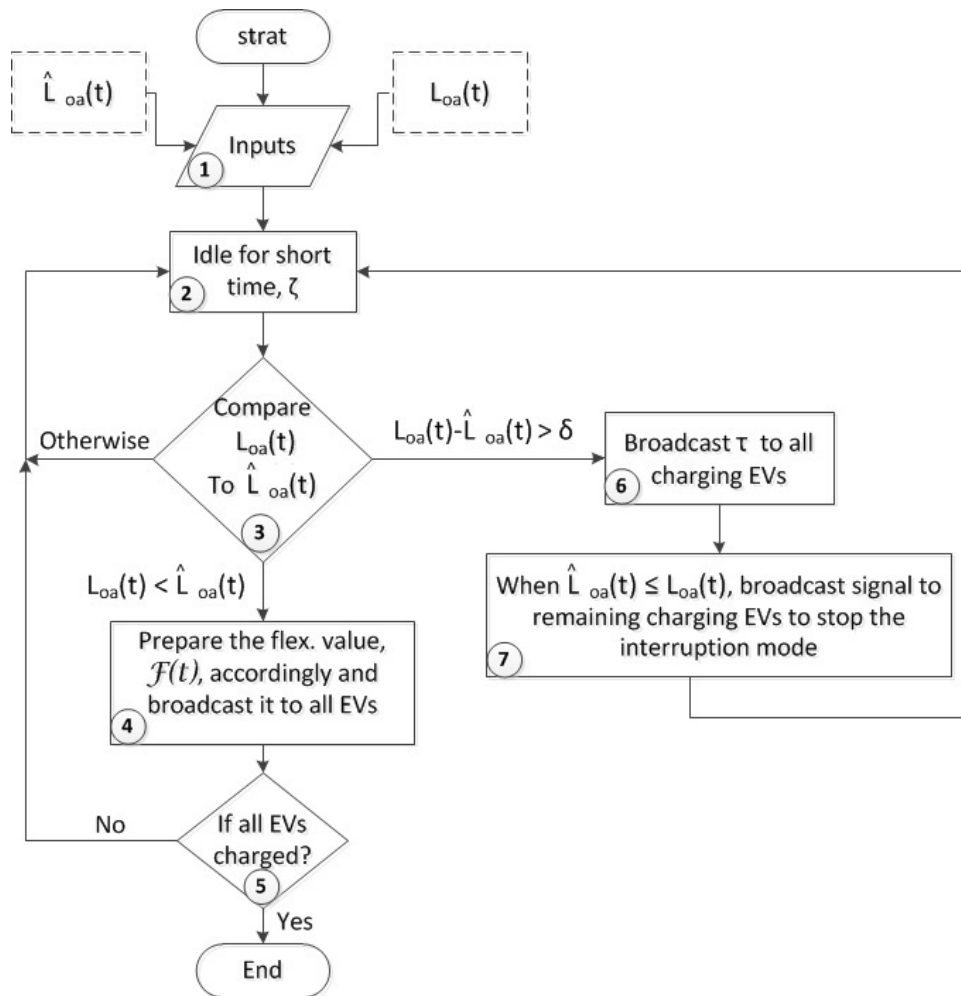 strat
L̂ oa(t)
Loa(t)
Inputs
1
Idle for short
time, ζ
2
Compare
Loa(t)
To L̂ oa(t)
3
Otherwise
Loa(t)-L̂ oa(t) > δ
Broadcast τ to all
charging EVs
6
Loa(t) < L̂ oa(t)
When L̂ oa(t) ≤ Loa(t), broadcast signal to
remaining charging EVs to stop the
interruption mode
7
Prepare the flex. value,
ℱ(t), accordingly and
broadcast it to all EVs
4
No
If all EVs
charged?
5
Yes
End